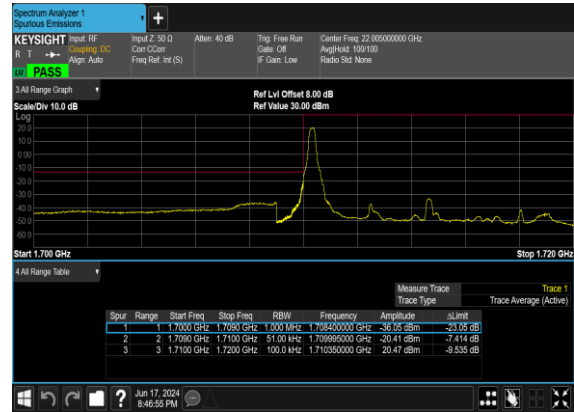 Spectrum Analyzer 1
Spurious Emissions
KEYSIGHT Input: RF Input Z: 50 Ω Atten: 40 dB Trig: Free Run Center Freq: 22.005000000 GHz
R T Coupling: DC Corr CCorr Gate: Off Avg|Hold: 100/100
Align: Auto Freq Ref: Int (S) IF Gain: Low Radio Std: None
PASS
3 All Range Graph
Ref Lvl Offset 8.00 dB
Scale/Div 10.0 dB Ref Value 30.00 dBm
Log
20.0
10.0
0.00
-10.0
-20.0
-30.0
-40.0
-50.0
-60.0
Start 1.700 GHz Stop 1.720 GHz
4 All Range Table
Measure Trace Trace 1
Trace Type Trace Average (Active)
Spur Range Start Freq Stop Freq RBW Frequency Amplitude ΔLimit
1 1 1.7000 GHz 1.7090 GHz 1.000 MHz 1.708400000 GHz -36.05 dBm -23.05 dB
2 2 1.7090 GHz 1.7100 GHz 51.00 kHz 1.709995000 GHz -20.41 dBm -7.414 dB
3 3 1.7100 GHz 1.7200 GHz 100.0 kHz 1.710350000 GHz 20.47 dBm -9.535 dB
? Jun 17, 2024
8:46:55 PM